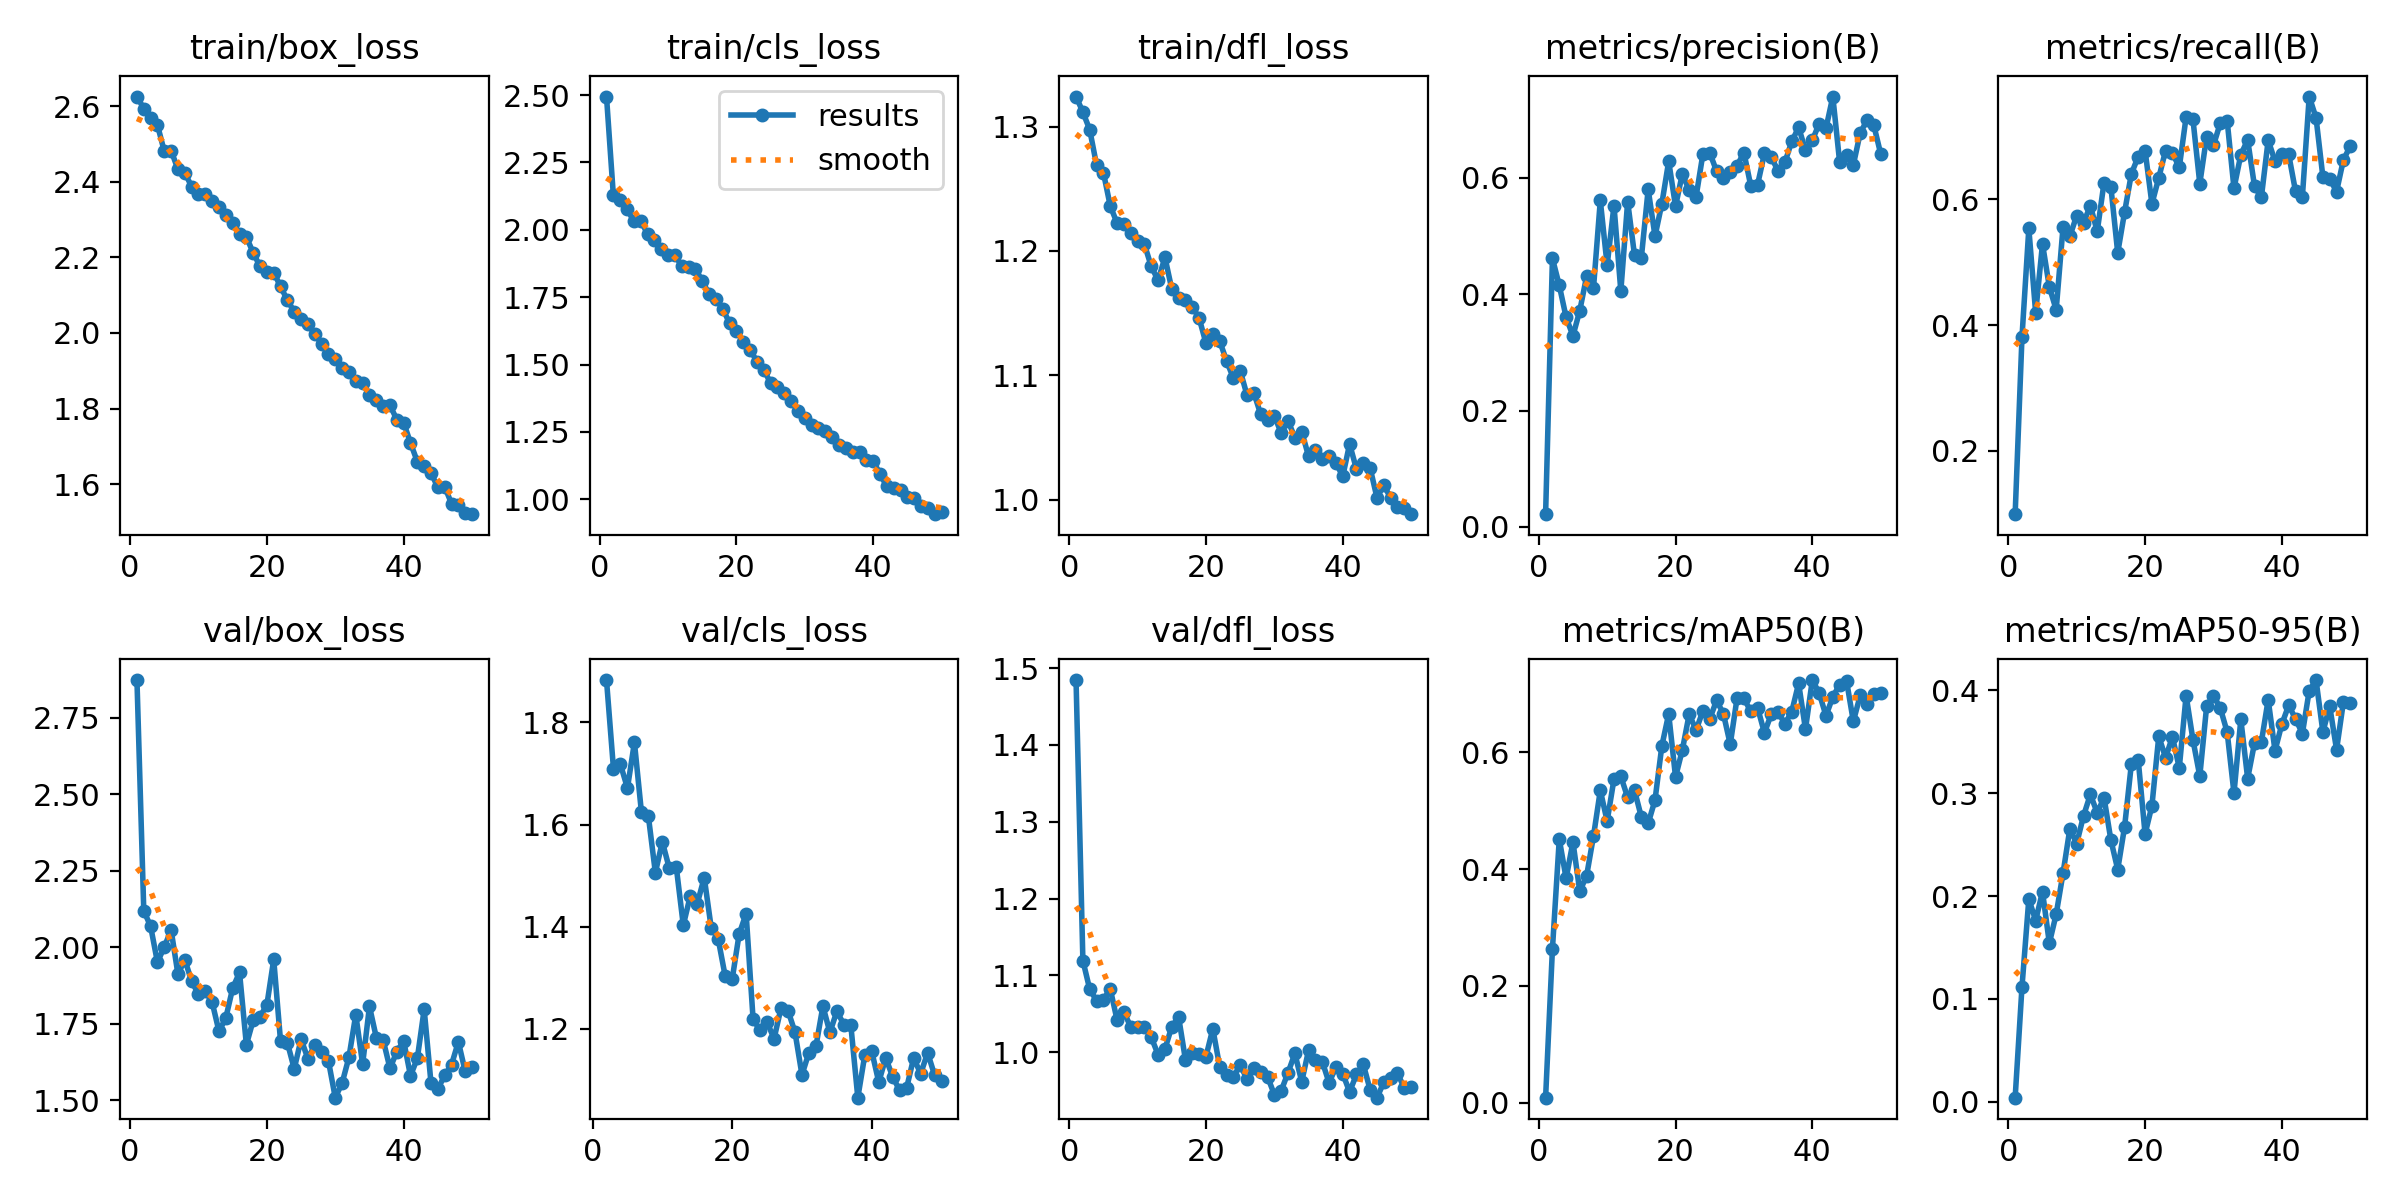 train/box_loss
train/cls_loss
train/dfl_loss
metrics/precision(B)
metrics/recall(B)
2.6
2.4
2.2
2.0
1.8
1.6
0 20 40
2.50
2.25
2.00
1.75
1.50
1.25
1.00
0 20 40
results
smooth
1.3
1.2
1.1
1.0
0 20 40
0.6
0.4
0.2
0.0
0 20 40
0.6
0.4
0.2
0 20 40
val/box_loss
val/cls_loss
val/dfl_loss
metrics/mAP50(B)
metrics/mAP50-95(B)
2.75
2.50
2.25
2.00
1.75
1.50
0 20 40
1.8
1.6
1.4
1.2
0 20 40
1.5
1.4
1.3
1.2
1.1
1.0
0 20 40
0.6
0.4
0.2
0.0
0 20 40
0.4
0.3
0.2
0.1
0.0
0 20 40